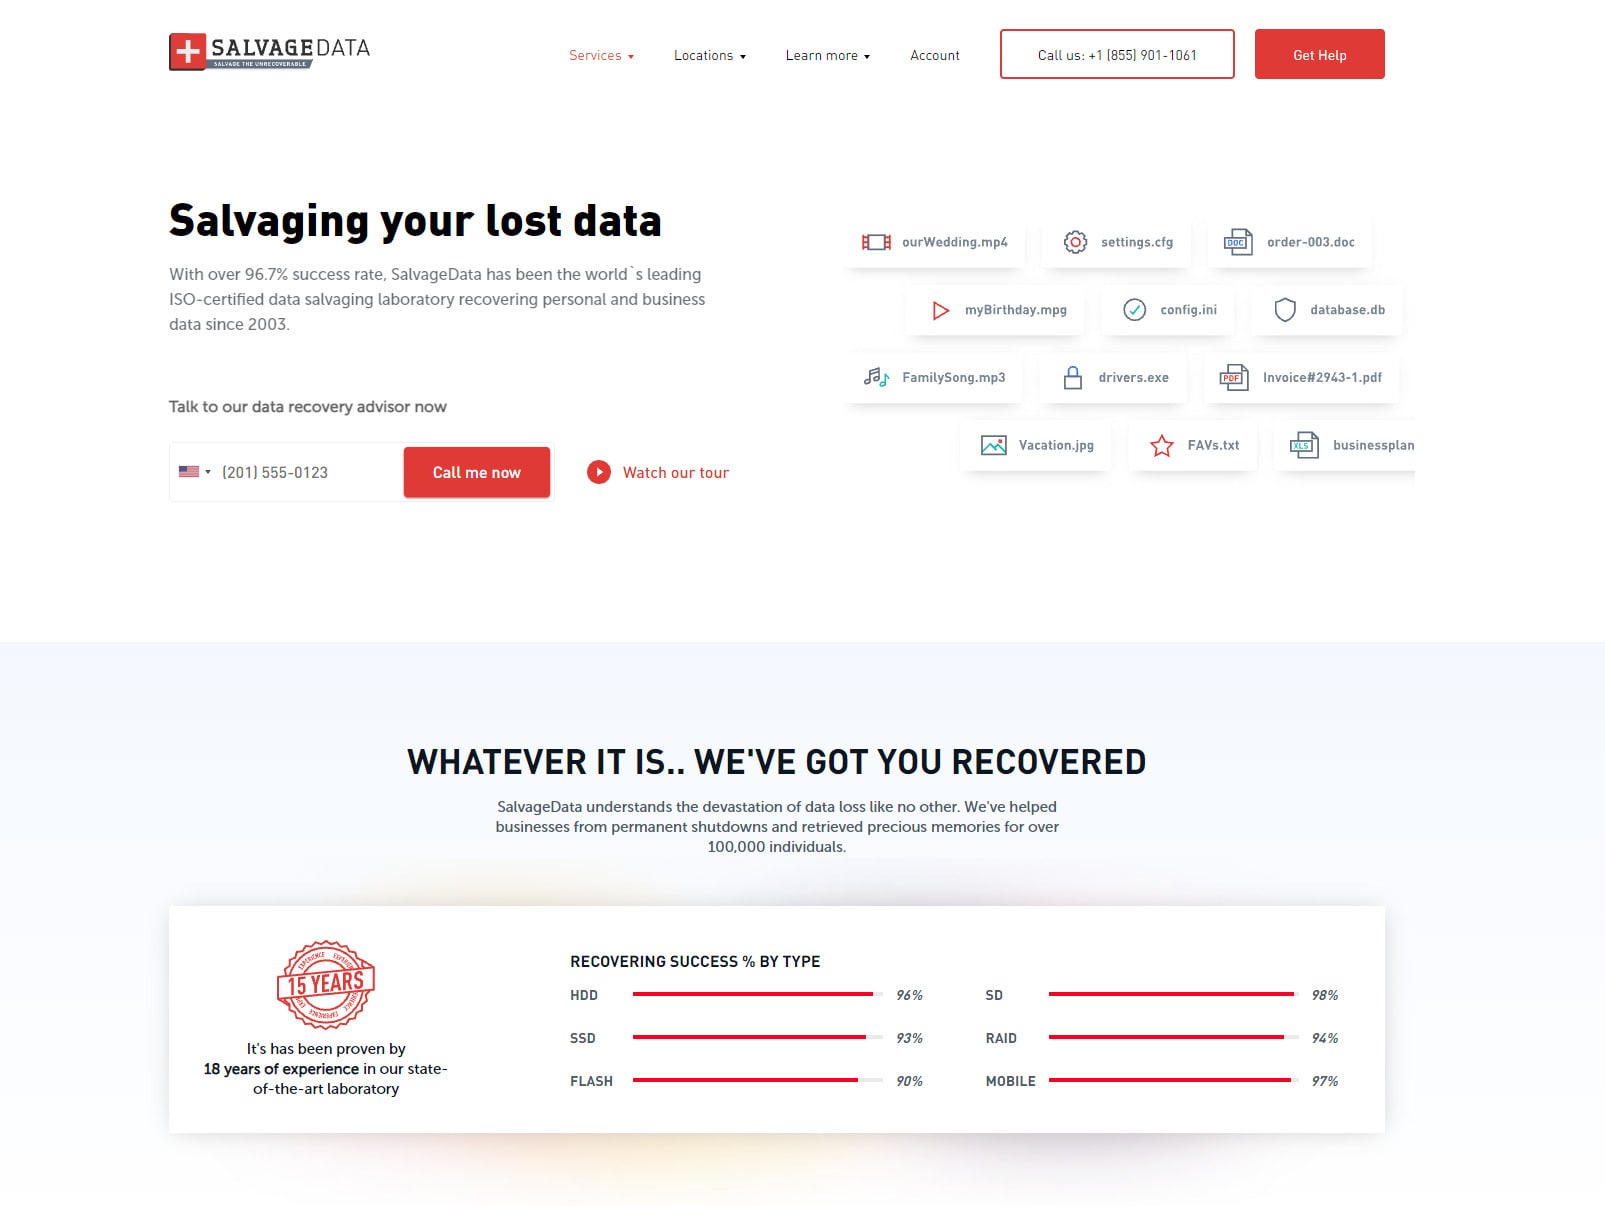 SALVAGEDATA
SALVAGE THE UNRECOVERABLE
Services
Locations
Learn more
Account
Call us: +1 (855) 901-1061
Get Help
Salvaging your lost data
With over 96.7% success rate, SalvageData has been the world`s leading
ISO-certified data salvaging laboratory recovering personal and business
data since 2003.
Talk to our data recovery advisor now
(201) 555-0123
Call me now
Watch our tour
ourWedding.mp4
settings.cfg
DOC
order-003.doc
myBirthday.mpg
config.ini
database.db
FamilySong.mp3
drivers.exe
PDF
Invoice#2943-1.pdf
Vacation.jpg
FAVs.txt
XLS
businessplan
WHATEVER IT IS.. WE'VE GOT YOU RECOVERED
SalvageData understands the devastation of data loss like no other. We've helped
businesses from permanent shutdowns and retrieved precious memories for over
100,000 individuals.
EXPERIENCE EXPERIENCE
15 YEARS
EXPERIENCE
It's has been proven by
18 years of experience in our state-
of-the-art laboratory
RECOVERING SUCCESS % BY TYPE
HDD 96%
SSD 93%
FLASH 90%
SD 98%
RAID 94%
MOBILE 97%